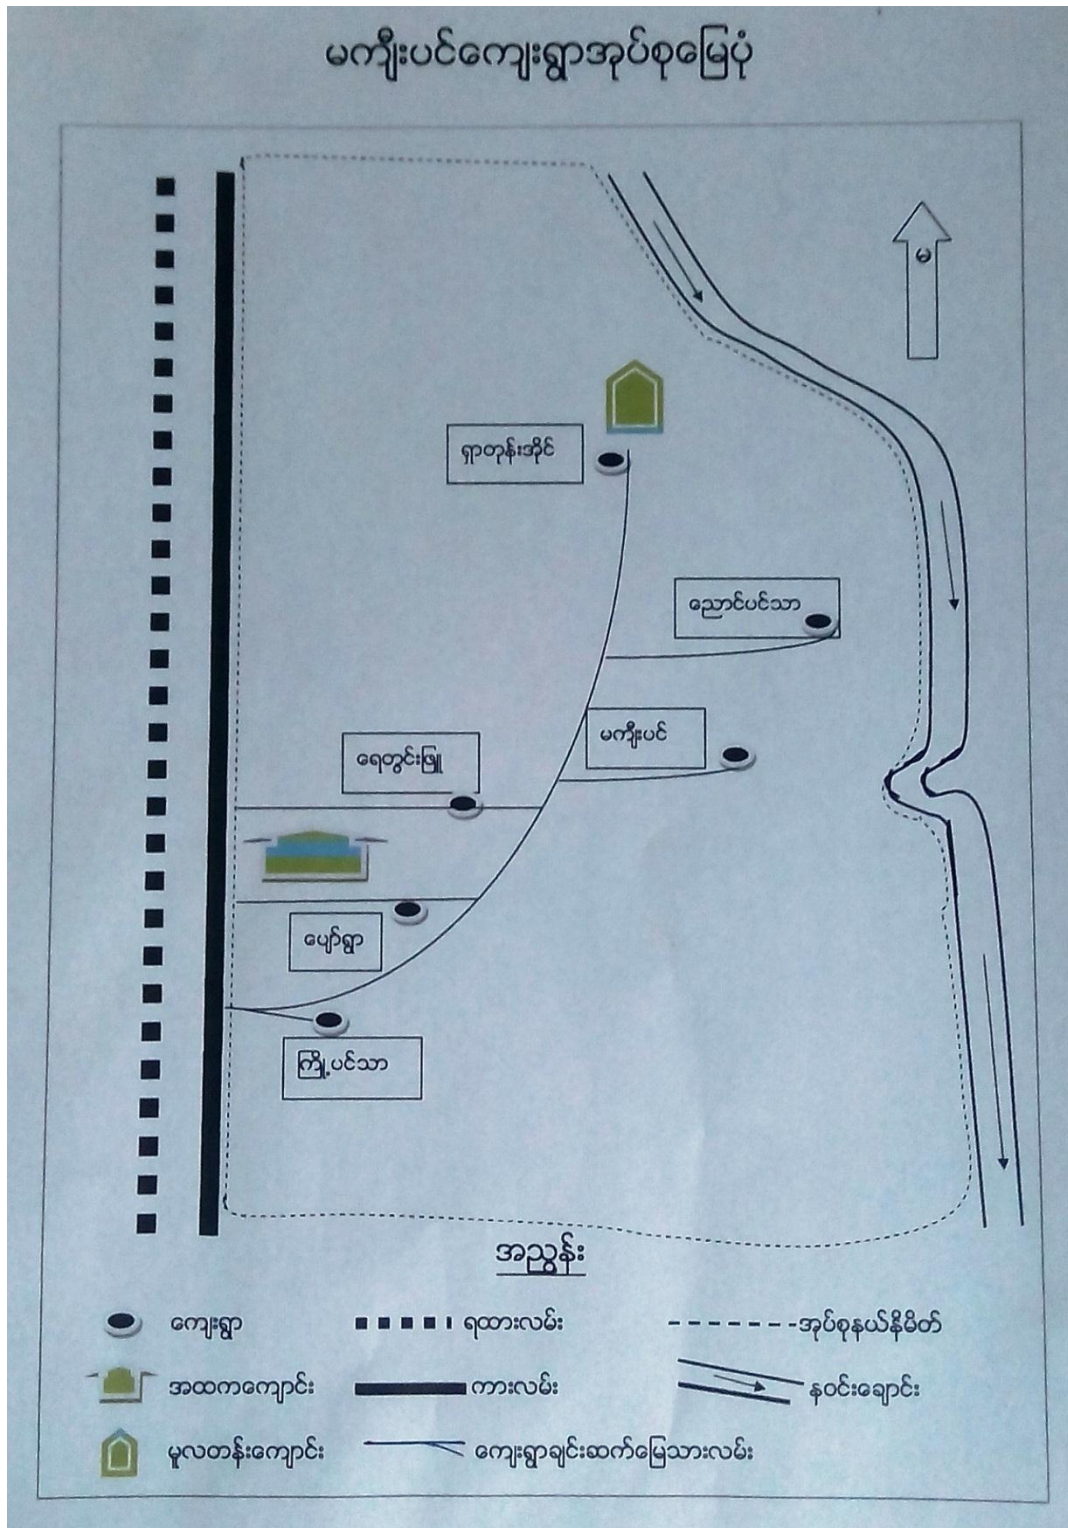 မကျီးပင်ကျေးရွာအုပ်စုမြေပုံ
မ
ရှာတုန်းအိုင်
ညောင်ပင်သာ
မကျီးပင်
ရေတွင်းဖြူ
ပျော်ရွာ
ကြို့ပင်သာ
အညွှန်း
ကျေးရွာ ရထားလမ်း အုပ်စုနယ်နိမိတ်
အထကကျောင်း ကားလမ်း နဝင်းချောင်း
မူလတန်းကျောင်း ကျေးရွာချင်းဆက်မြေသားလမ်း